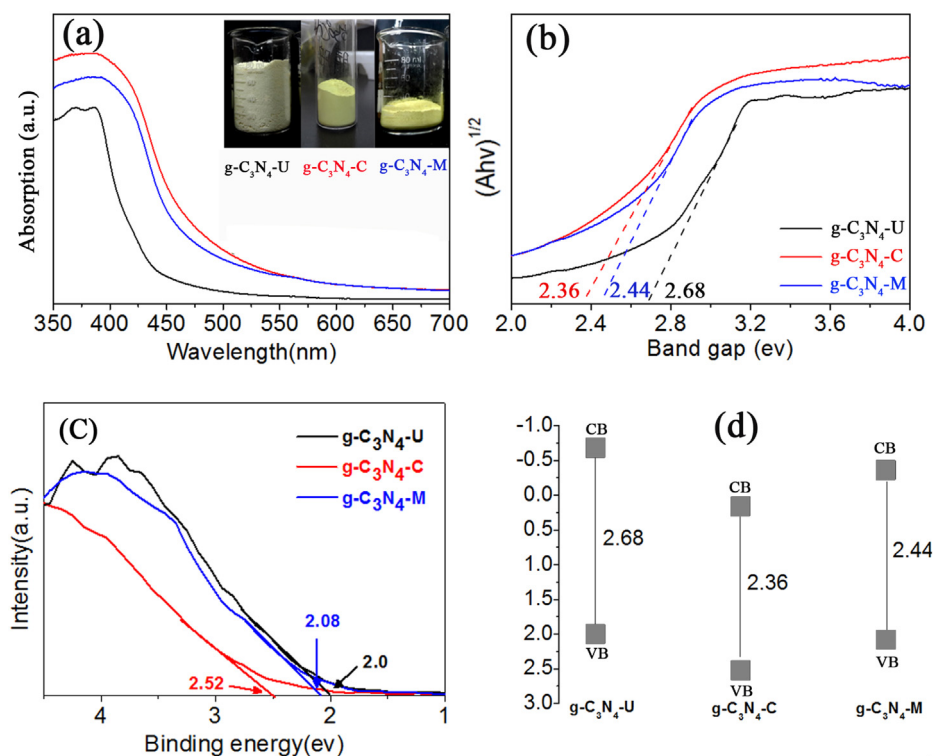 (a)
80 ml
g-C₃N₄-U g-C₃N₄-C g-C₃N₄-M
Absorption (a.u.)
350 400 450 500 550 600 650 700
Wavelength(nm)
(b)
(Ahv)^1/2
g-C₃N₄-U
g-C₃N₄-C
g-C₃N₄-M
2.36 2.44 2.68
2.0 2.4 2.8 3.2 3.6 4.0
Band gap (ev)
(C)
g-C₃N₄-U
g-C₃N₄-C
g-C₃N₄-M
Intensity(a.u.)
2.08
2.0
2.52
4 3 2 1
Binding energy(ev)
(d)
-1.0
-0.5
0.0
0.5
1.0
1.5
2.0
2.5
3.0
CB
2.68
VB
g-C₃N₄-U
CB
2.36
VB
g-C₃N₄-C
CB
2.44
VB
g-C₃N₄-M